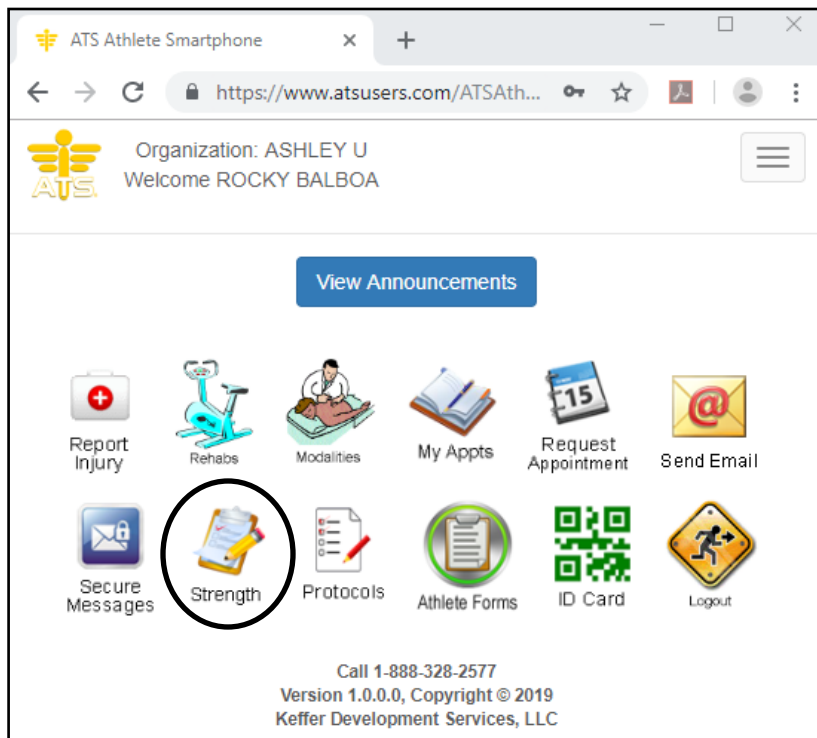 ATS Athlete Smartphone
https://www.atsusers.com/ATSAth...
ATS
Organization: ASHLEY U
Welcome ROCKY BALBOA
View Announcements
Report
Injury
Rehabs
Modalities
My Appts
15
Request
Appointment
@
Send Email
Secure
Messages
Strength
Protocols
Athlete Forms
ID Card
Logout
Call 1-888-328-2577
Version 1.0.0.0, Copyright © 2019
Keffer Development Services, LLC